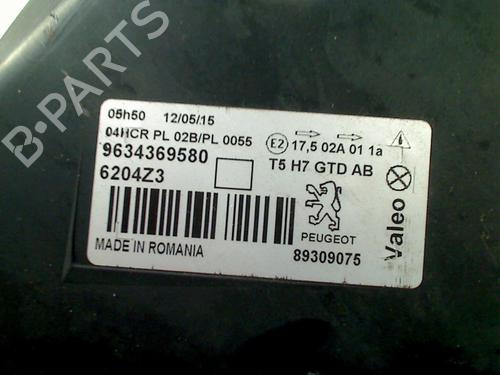 B-PARTS
05h50 12/05/15
04HCR PL 02B/PL 0055
E2 17,5 02A 01 1a
9634369580
T5 H7 GTD AB
6204Z3
PEUGEOT
Valeo
MADE IN ROMANIA
89309075